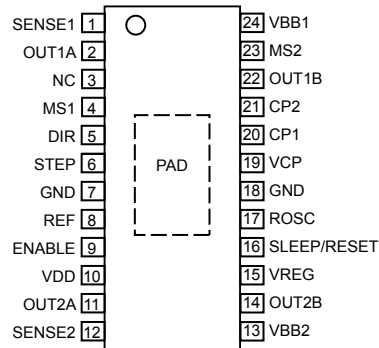 SENSE1 1 24 VBB1
OUT1A 2 23 MS2
NC 3 22 OUT1B
MS1 4 21 CP2
DIR 5 20 CP1
STEP 6 PAD 19 VCP
GND 7 18 GND
REF 8 17 ROSC
ENABLE 9 16 SLEEP/RESET
VDD 10 15 VREG
OUT2A 11 14 OUT2B
SENSE2 12 13 VBB2